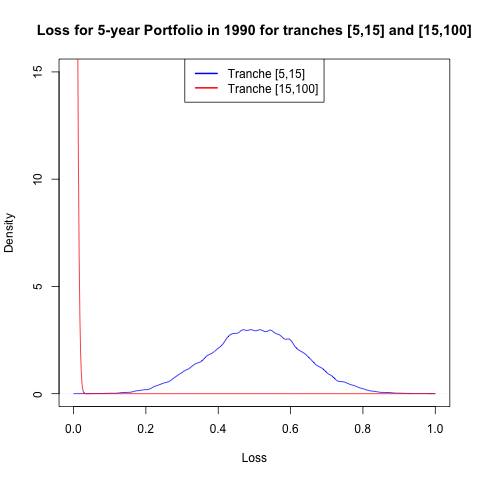 Loss for 5-year Portfolio in 1990 for tranches [5,15] and [15,100]
Tranche [5,15]
Tranche [15,100]
15
10
5
0
Density
0.0 0.2 0.4 0.6 0.8 1.0
Loss